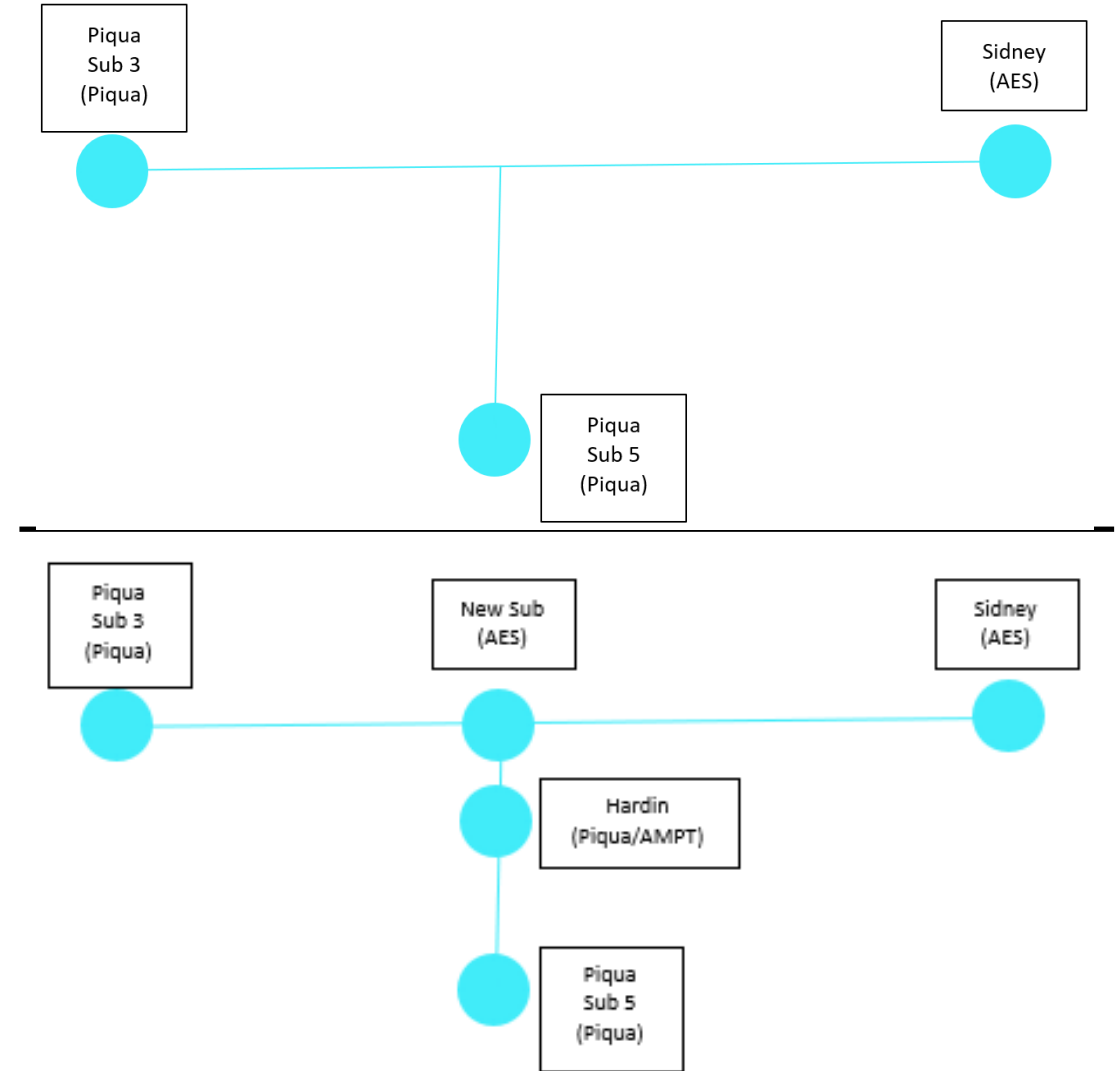 Piqua
Sub 3
(Piqua)
Sidney
(AES)
Piqua
Sub 5
(Piqua)
Piqua
Sub 3
(Piqua)
New Sub
(AES)
Sidney
(AES)
Hardin
(Piqua/AMPT)
Piqua
Sub 5
(Piqua)